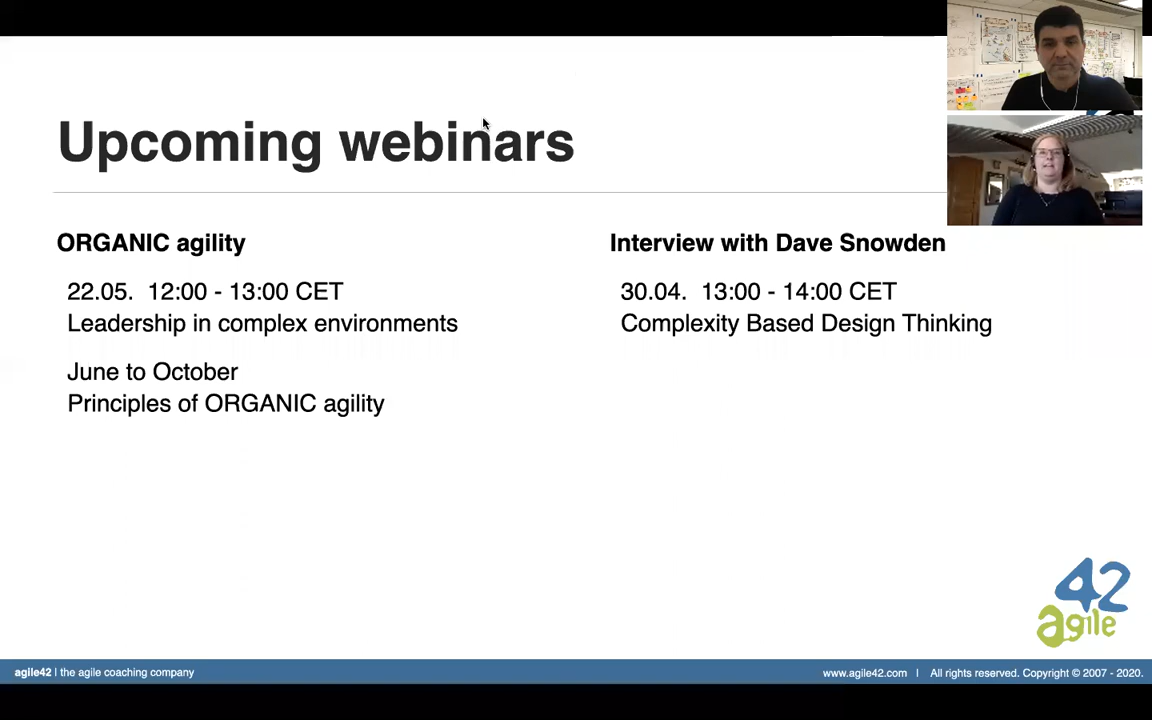 Upcoming webinars
ORGANIC agility
22.05. 12:00 - 13:00 CET
Leadership in complex environments
June to October
Principles of ORGANIC agility
Interview with Dave Snowden
30.04. 13:00 - 14:00 CET
Complexity Based Design Thinking
42
agile
agile42 | the agile coaching company
www.agile42.com | All rights reserved. Copyright © 2007 - 2020.